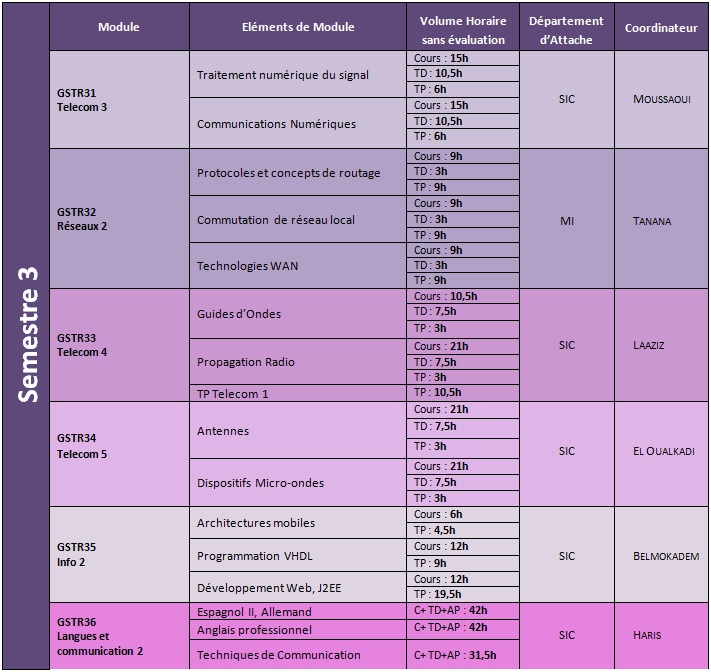 Module
Eléments de Module
Volume Horaire
sans évaluation
Département
d'Attache
Coordinateur
Semestre 3
GSTR31
Telecom 3
Traitement numérique du signal
Cours : 15h
TD : 10,5h
TP : 6h
Communications Numériques
Cours : 15h
TD : 10,5h
TP : 6h
SIC
MOUSSAOUI
GSTR32
Réseaux 2
Protocoles et concepts de routage
Cours : 9h
TD : 3h
TP : 9h
Commutation de réseau local
Cours : 9h
TD : 3h
TP : 9h
Technologies WAN
Cours : 9h
TD : 3h
TP : 9h
MI
TANANA
GSTR33
Telecom 4
Guides d'Ondes
Cours : 10,5h
TD : 7,5h
TP : 3h
Propagation Radio
Cours : 21h
TD : 7,5h
TP : 3h
TP Telecom 1
TP : 10,5h
SIC
LAAZIZ
GSTR34
Telecom 5
Antennes
Cours : 21h
TD : 7,5h
TP : 3h
Dispositifs Micro-ondes
Cours : 21h
TD : 7,5h
TP : 3h
SIC
EL OUALKADI
GSTR35
Info 2
Architectures mobiles
Cours : 6h
TP : 4,5h
Programmation VHDL
Cours : 12h
TP : 9h
Développement Web, J2EE
Cours : 12h
TP : 19,5h
SIC
BELMOKADEM
GSTR36
Langues et
communication 2
Espagnol II, Allemand
C+ TD+AP : 42h
Anglais professionnel
C+ TD+AP : 42h
Techniques de Communication
C+ TD+AP : 31,5h
SIC
HARIS